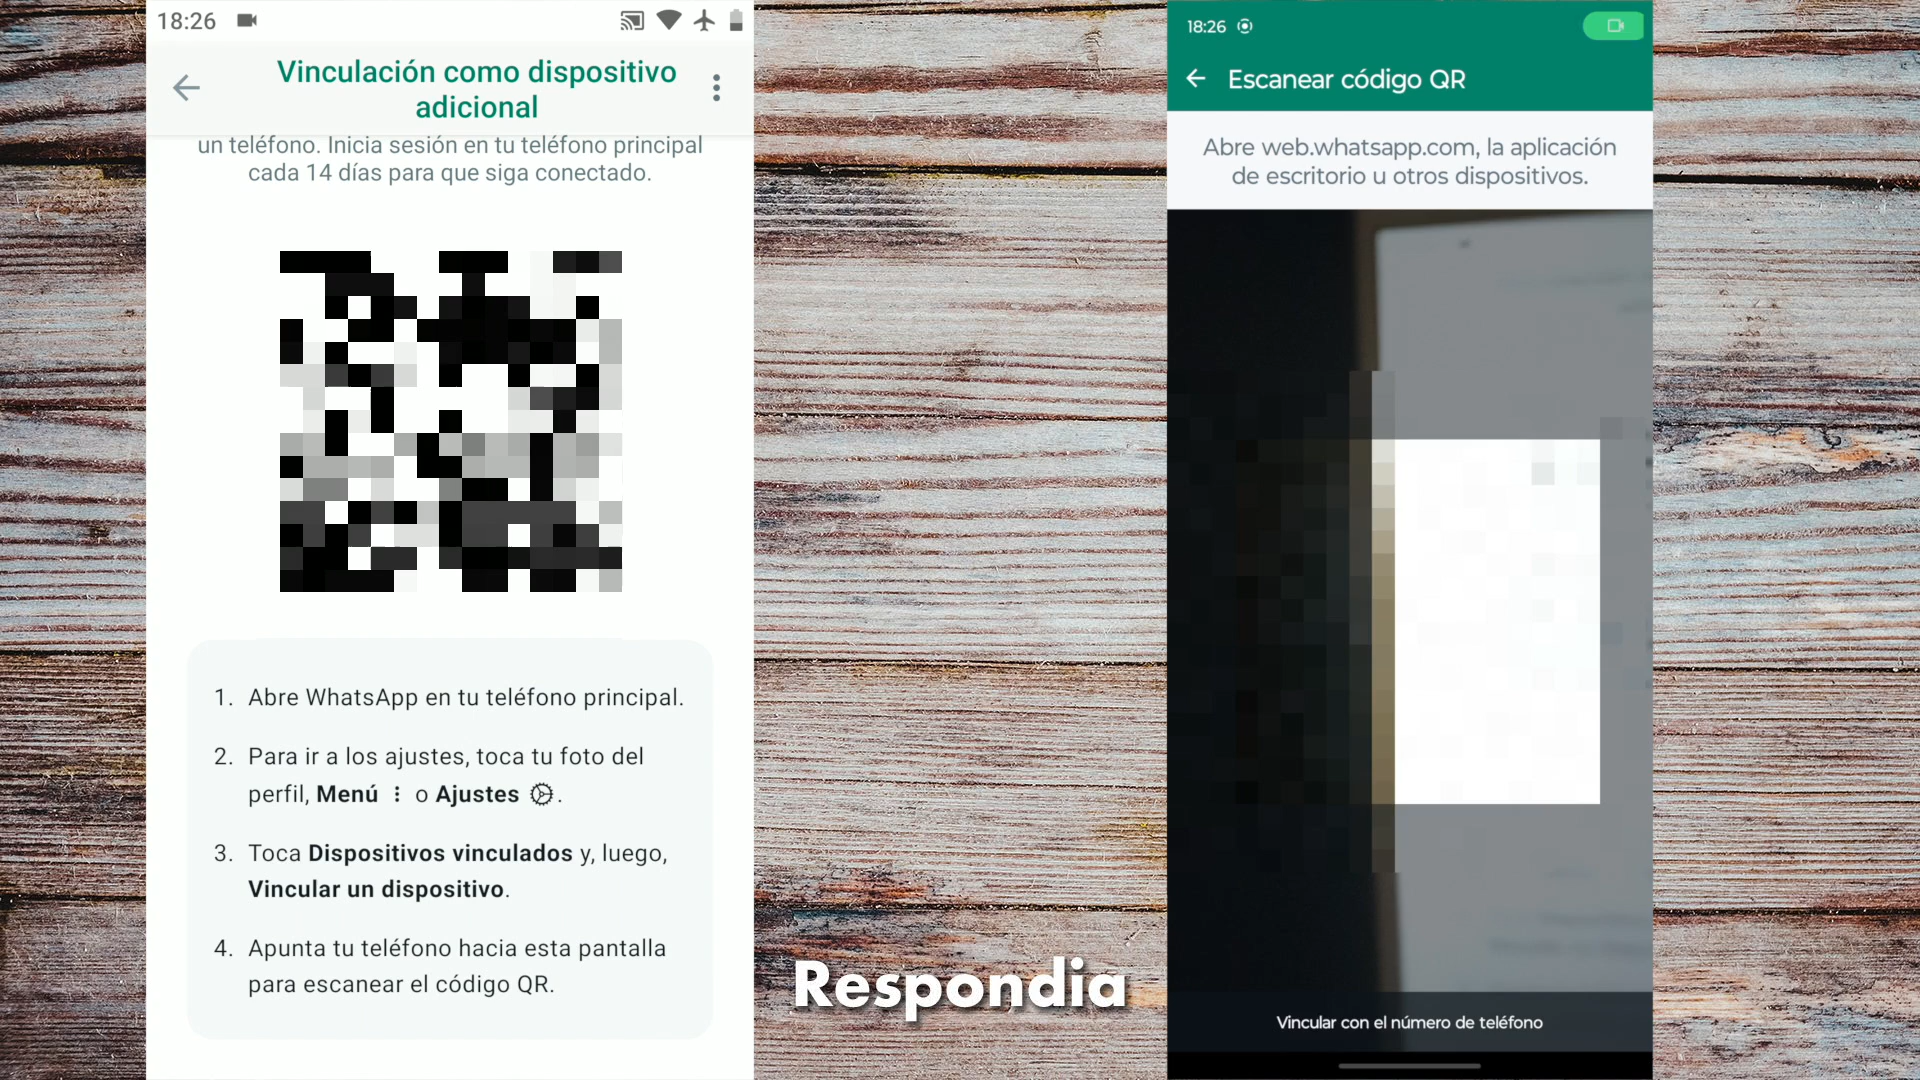 18:26
Vinculación como dispositivo
adicional
un teléfono. Inicia sesión en tu teléfono principal
cada 14 días para que siga conectado.
1. Abre WhatsApp en tu teléfono principal.
2. Para ir a los ajustes, toca tu foto del
perfil, Menú o Ajustes .
3. Toca Dispositivos vinculados y, luego,
Vincular un dispositivo.
4. Apunta tu teléfono hacia esta pantalla
para escanear el código QR.
Respondia
18:26
Escanear código QR
Abre web.whatsapp.com, la aplicación
de escritorio u otros dispositivos.
Vincular con el número de teléfono